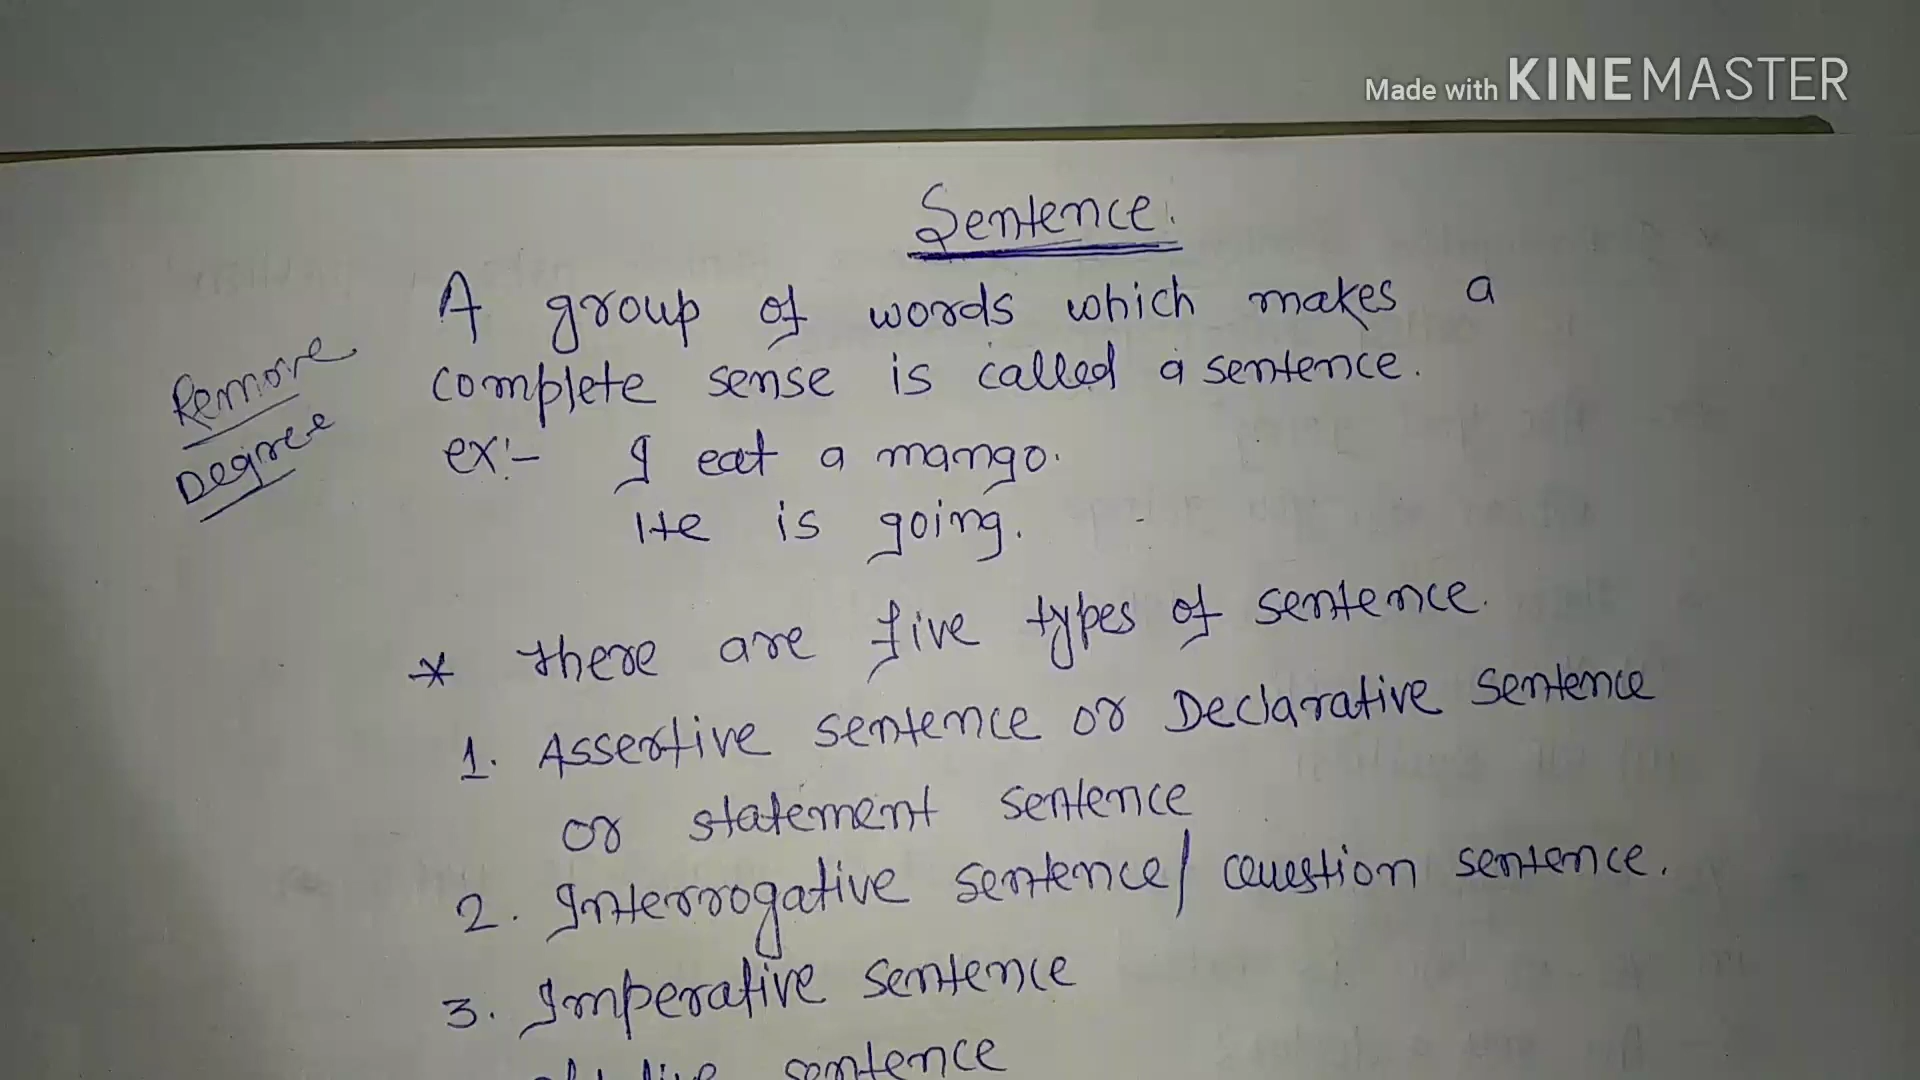 Made with KINEMASTER
Sentence.
A group of words which makes a
complete sense is called a sentence.
ex:- I eat a mango.
He is going.
Remove
Degree
* there are five types of sentence.
1. Assertive sentence or Declarative sentence
or statement sentence
2. Interrogative sentence/ Question sentence.
3. Imperative sentence
sentence